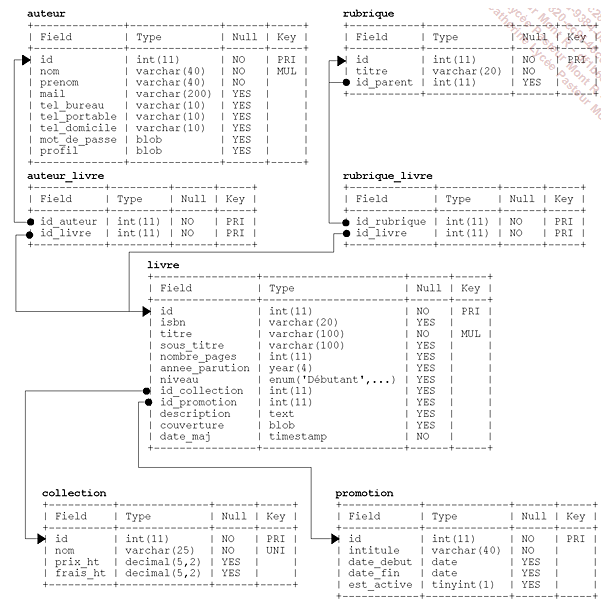 auteur
| Field | Type | Null | Key |
| id | int(11) | NO | PRI |
| nom | varchar(40) | NO | MUL |
| prenom | varchar(40) | NO | |
| mail | varchar(200) | YES | |
| tel_bureau | varchar(10) | YES | |
| tel_portable | varchar(10) | YES | |
| tel_domicile | varchar(10) | YES | |
| mot_de_passe | blob | YES | |
| profil | blob | YES | |
rubrique
| Field | Type | Null | Key |
| id | int(11) | NO | PRI |
| titre | varchar(20) | NO | |
| id_parent | int(11) | YES | |
auteur_livre
| Field | Type | Null | Key |
| id_auteur | int(11) | NO | PRI |
| id_livre | int(11) | NO | PRI |
rubrique_livre
| Field | Type | Null | Key |
| id_rubrique | int(11) | NO | PRI |
| id_livre | int(11) | NO | PRI |
livre
| Field | Type | Null | Key |
| id | int(11) | NO | PRI |
| isbn | varchar(20) | YES | |
| titre | varchar(100) | NO | MUL |
| sous_titre | varchar(100) | YES | |
| nombre_pages | int(11) | YES | |
| annee_parution | year(4) | YES | |
| niveau | enum('Débutant',...) | YES | |
| id_collection | int(11) | YES | |
| id_promotion | int(11) | YES | |
| description | text | YES | |
| couverture | blob | YES | |
| date_maj | timestamp | NO | |
collection
| Field | Type | Null | Key |
| id | int(11) | NO | PRI |
| nom | varchar(25) | NO | UNI |
| prix_ht | decimal(5,2) | YES | |
| frais_ht | decimal(5,2) | YES | |
promotion
| Field | Type | Null | Key |
| id | int(11) | NO | PRI |
| intitule | varchar(40) | NO | |
| date_debut | date | YES | |
| date_fin | date | YES | |
| est_active | tinyint(1) | YES | |
Lycée Pasteur Mont